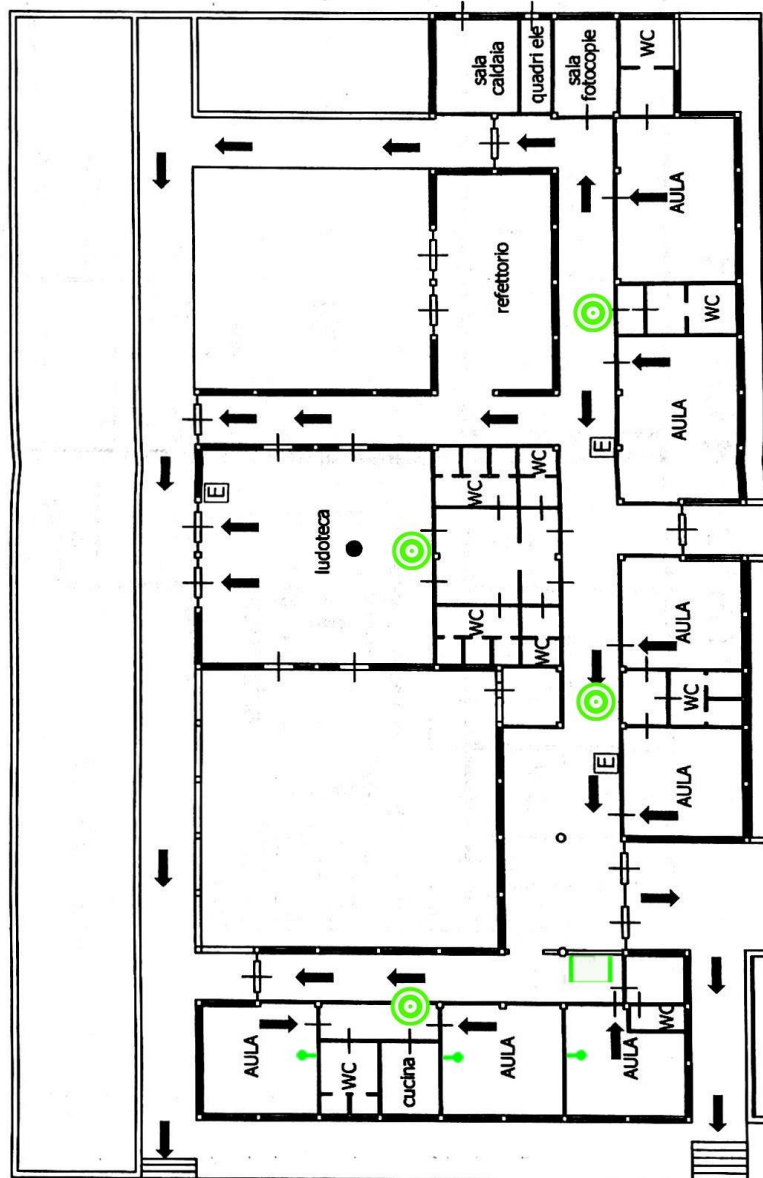 sala
caldaia
quadri ele
sala
fotocopie
WC
AULA
refettorio
WC
AULA
E
E
WC
WC
ludoteca
WC
WC
AULA
WC
E
AULA
AULA
WC
cucina
AULA
AULA
WC